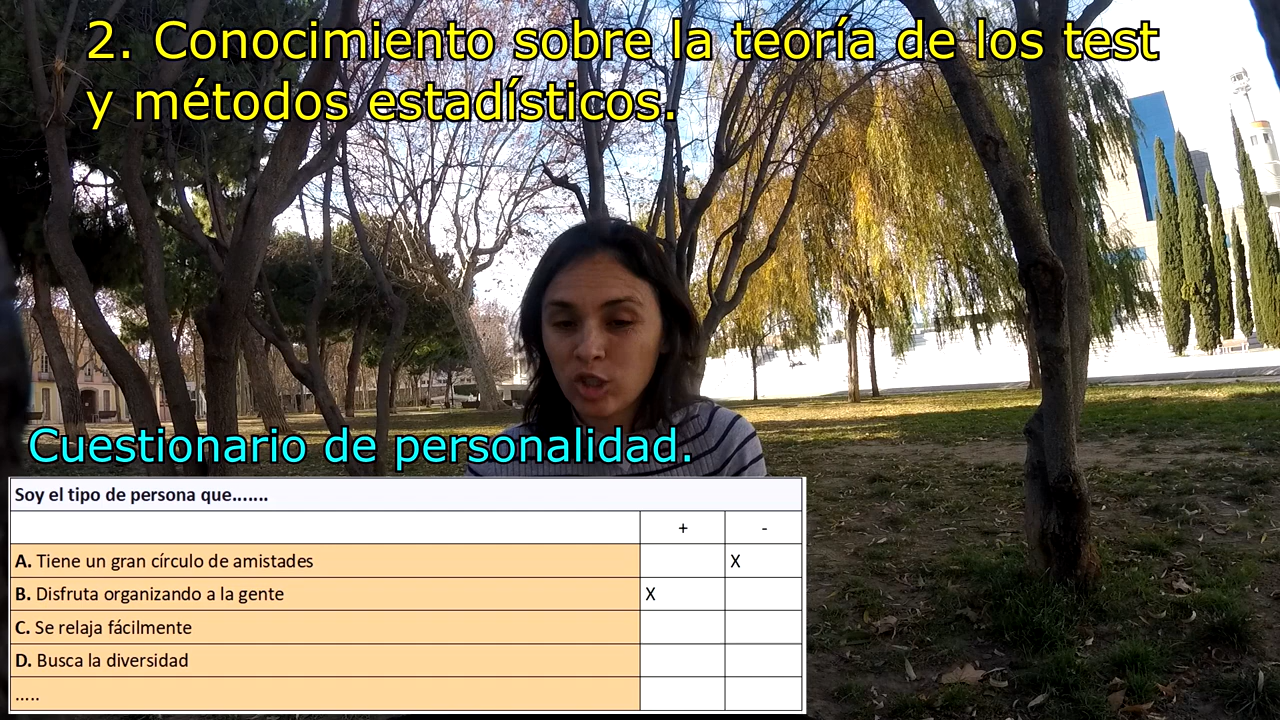 2. Conocimiento sobre la teoría de los test
y métodos estadísticos.
Cuestionario de personalidad.
Soy el tipo de persona que.......
+ -
A. Tiene un gran círculo de amistades X
B. Disfruta organizando a la gente X
C. Se relaja fácilmente
D. Busca la diversidad
.....